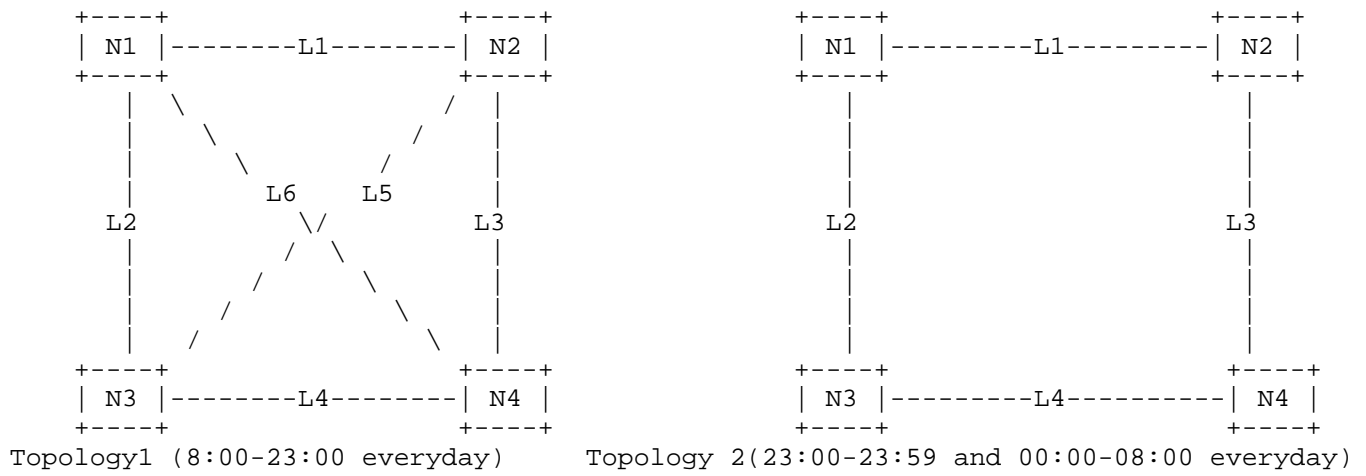 N1 L1 N2 N1 L1 N2
L6 L5
L2 L3 L2 L3
N3 L4 N4 N3 L4 N4
Topology1 (8:00-23:00 everyday) Topology 2(23:00-23:59 and 00:00-08:00 everyday)